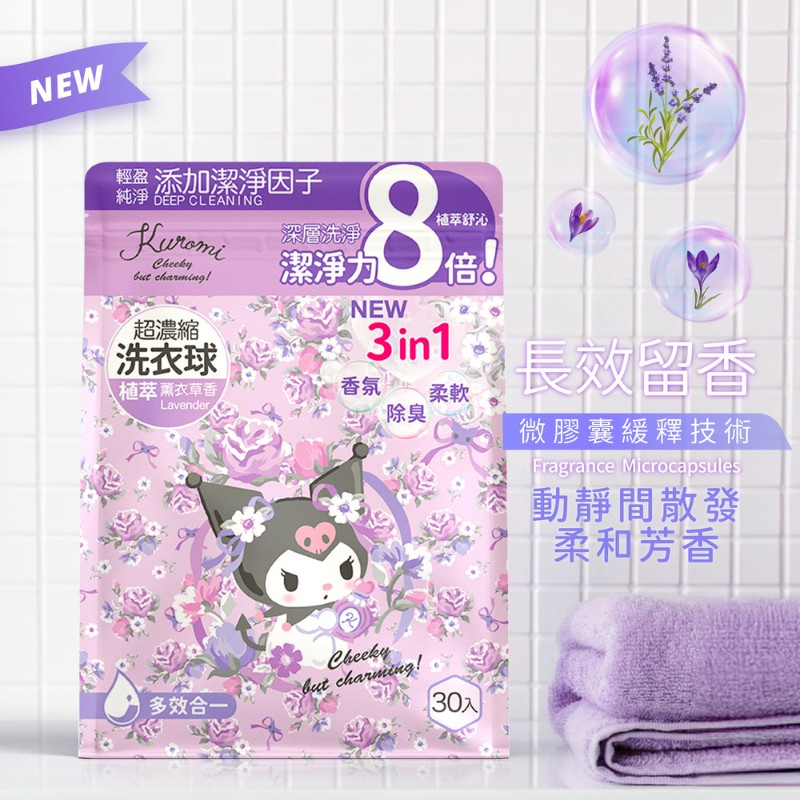 NEW
輕盈
純淨
添加潔淨因子
DEEP CLEANING
Kuromi
Cheeky
but charming!
深層洗淨
潔淨力8倍!
植萃舒沁
NEW
3in1
香氛
除臭
柔軟
超濃縮
洗衣球
植萃 薰衣草香
Lavender
Cheeky
but charming!
多效合一
30入
長效留香
微膠囊緩釋技術
Fragrance Microcapsules
動靜間散發
柔和芳香